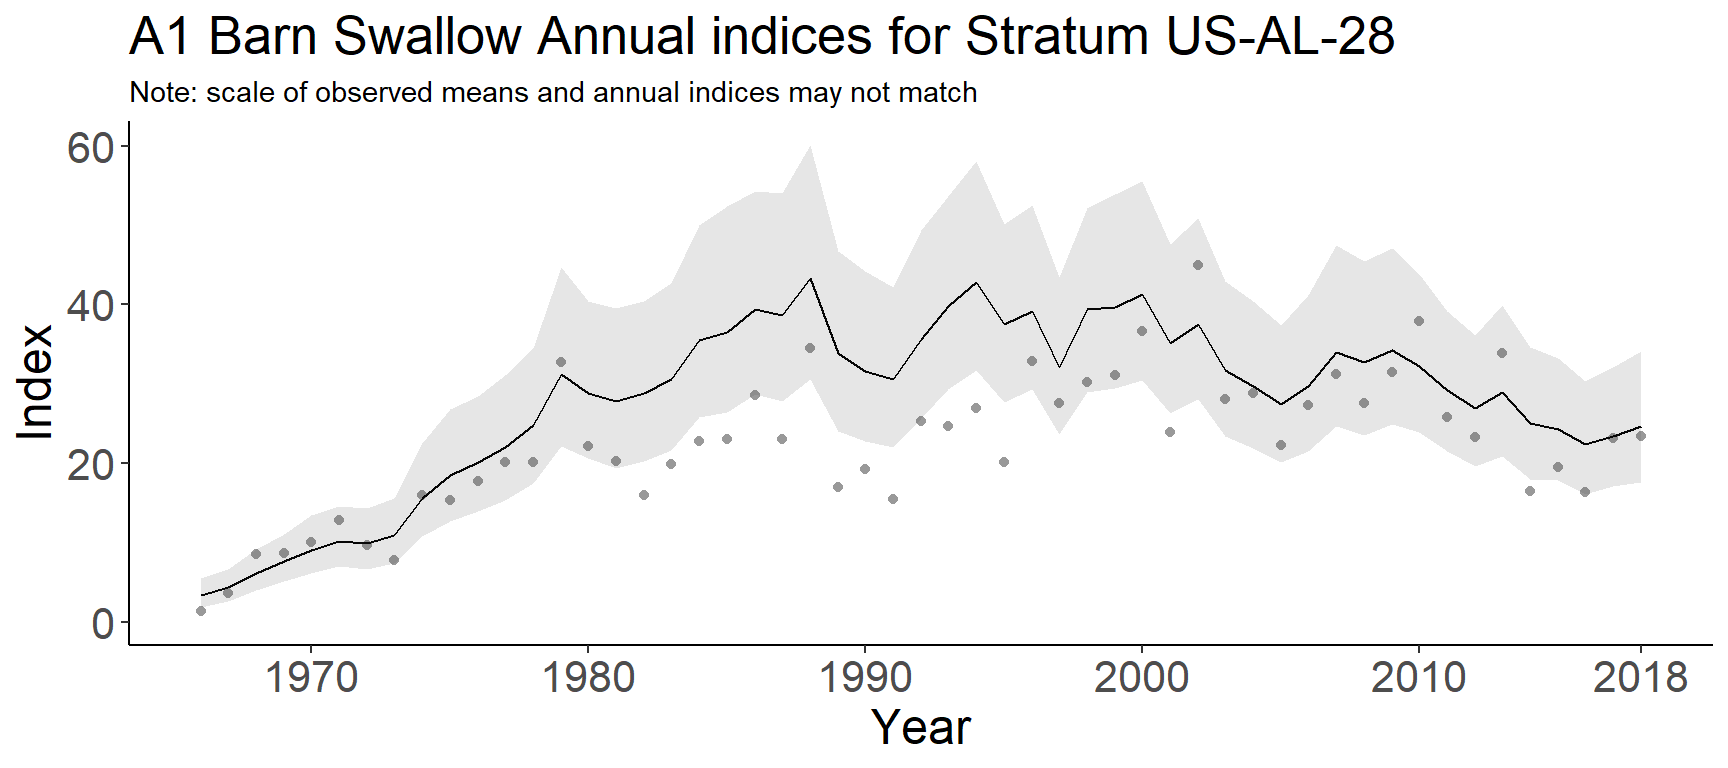 A1 Barn Swallow Annual indices for Stratum US-AL-28
Note: scale of observed means and annual indices may not match
60
40
20
0
Index
1970 1980 1990 2000 2010 2018
Year